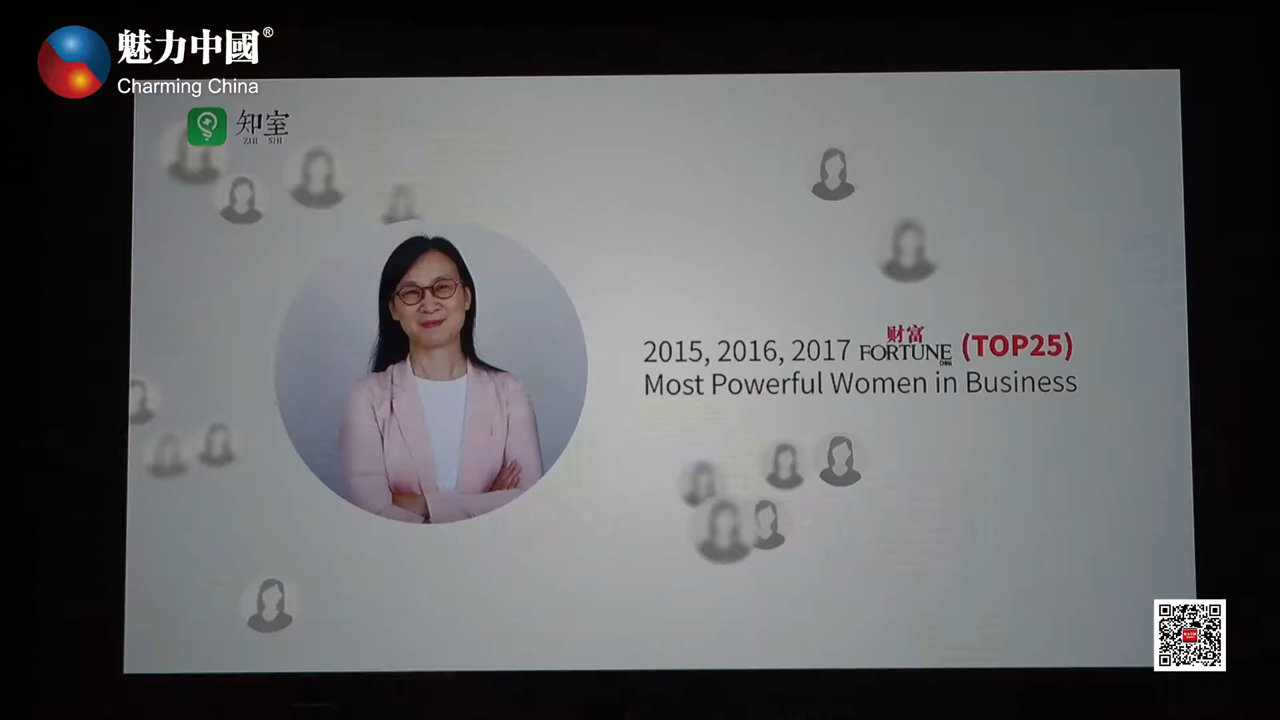 魅力中國®
Charming China
知室
ZHI SHI
财富
2015, 2016, 2017 FORTUNE (TOP25)
CHINA
Most Powerful Women in Business